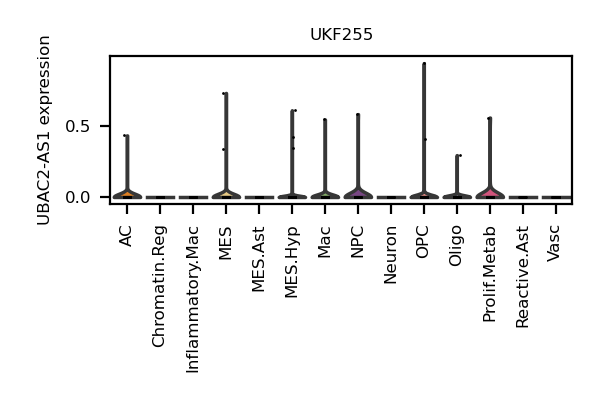 UKF255
UBAC2-AS1 expression
0.5
0.0
AC
Chromatin.Reg
Inflammatory.Mac
MES
MES.Ast
MES.Hyp
Mac
NPC
Neuron
OPC
Oligo
Prolif.Metab
Reactive.Ast
Vasc